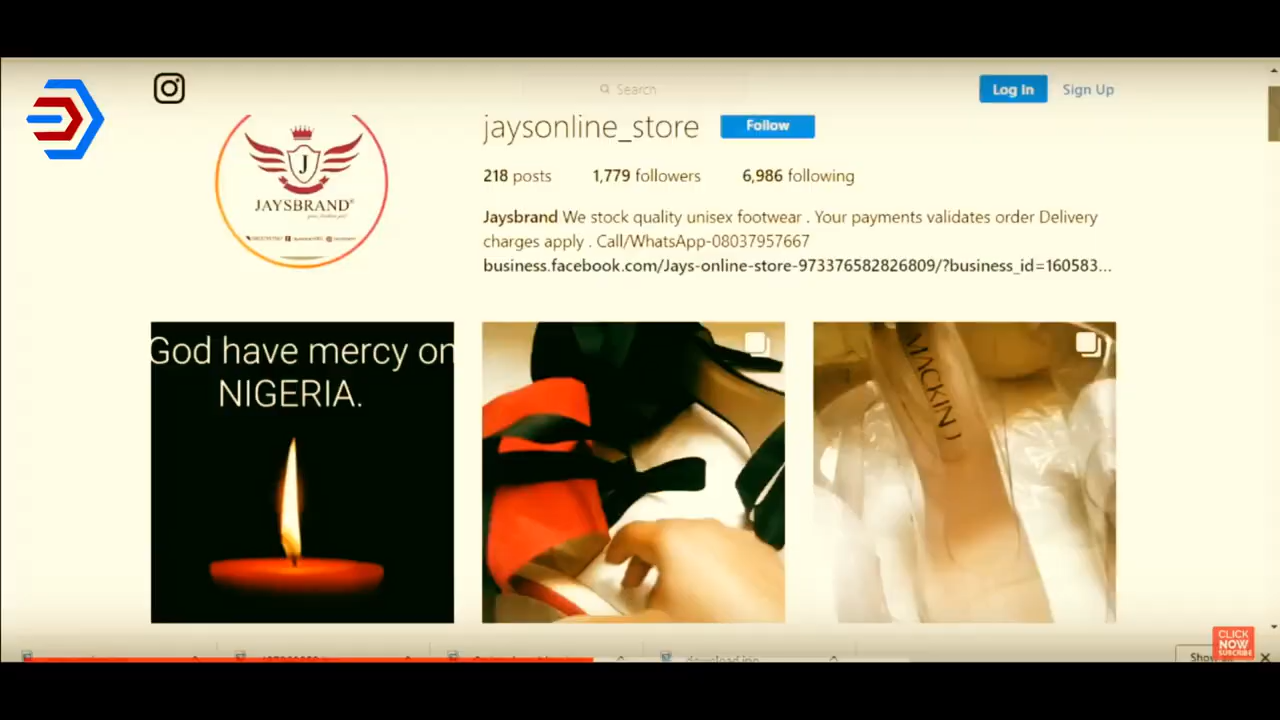 Search
Log In
Sign Up
jaysonline_store
Follow
218 posts
1,779 followers
6,986 following
J
JAYSBRAND
Jaysbrand We stock quality unisex footwear . Your payments validates order Delivery
charges apply . Call/WhatsApp-08037957667
business.facebook.com/Jays-online-store-973376582826809/?business_id=160583...
God have mercy on
NIGERIA.
MACKIN J
CLICK
NOW
SUBSCRIBE